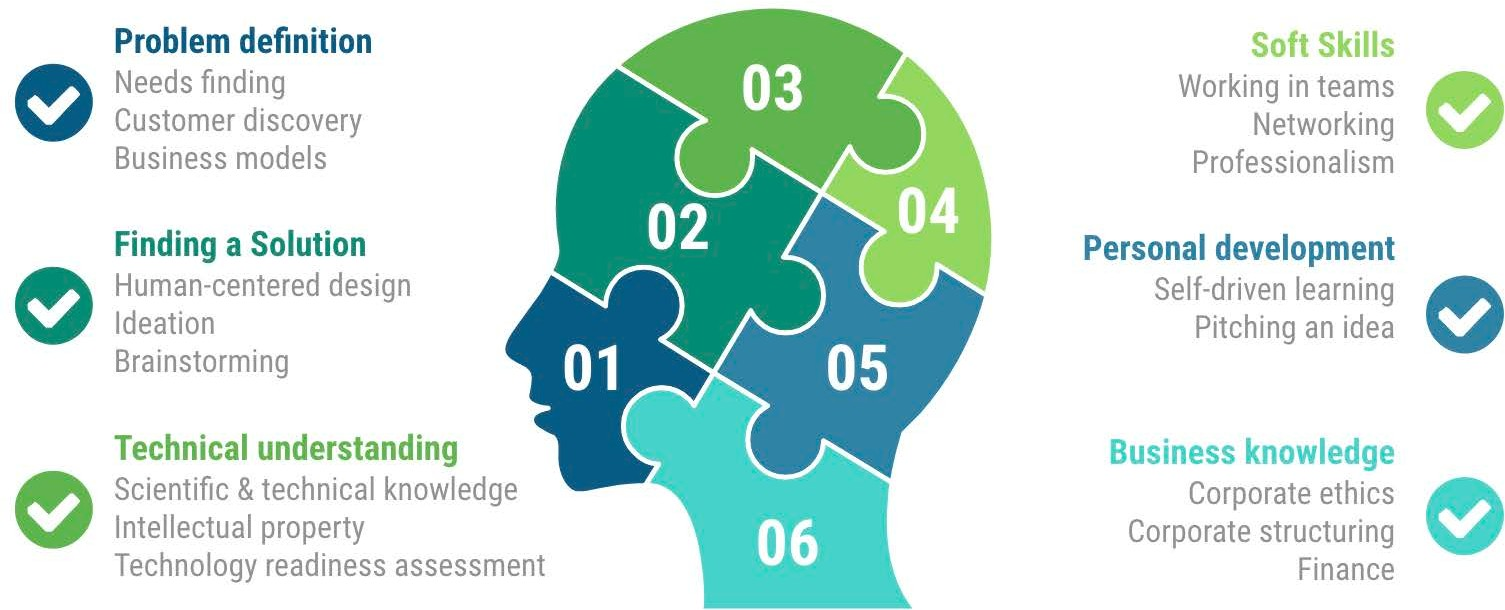 Problem definition
Needs finding
Customer discovery
Business models
Finding a Solution
Human-centered design
Ideation
Brainstorming
Technical understanding
Scientific & technical knowledge
Intellectual property
Technology readiness assessment
03
02
04
01
05
06
Soft Skills
Working in teams
Networking
Professionalism
Personal development
Self-driven learning
Pitching an idea
Business knowledge
Corporate ethics
Corporate structuring
Finance